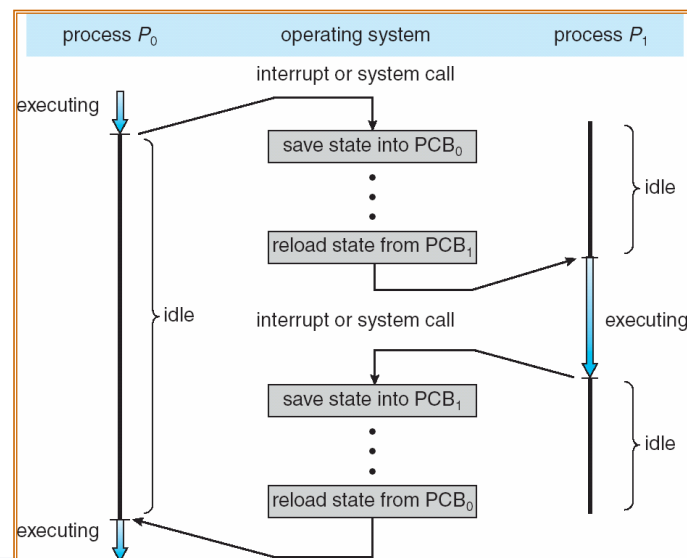 process P₀ operating system process P₁
interrupt or system call
executing
save state into PCB₀
idle
reload state from PCB₁
idle
interrupt or system call
executing
save state into PCB₁
idle
reload state from PCB₀
executing